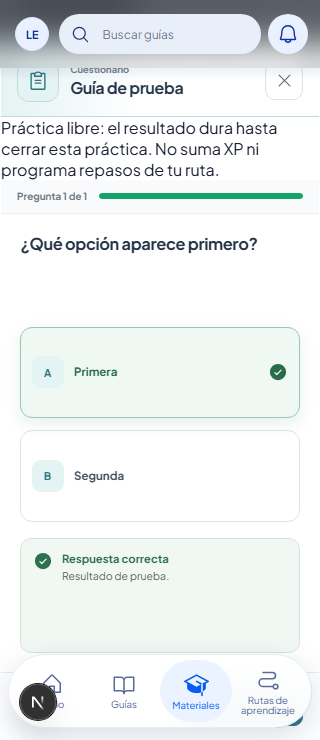 LE
Buscar guías
Cuestionario
Guía de prueba
Práctica libre: el resultado dura hasta
cerrar esta práctica. No suma XP ni
programa repasos de tu ruta.
Pregunta 1 de 1
¿Qué opción aparece primero?
A
Primera
B
Segunda
Respuesta correcta
Resultado de prueba.
N
Guías
Materiales
Rutas de
aprendizaje